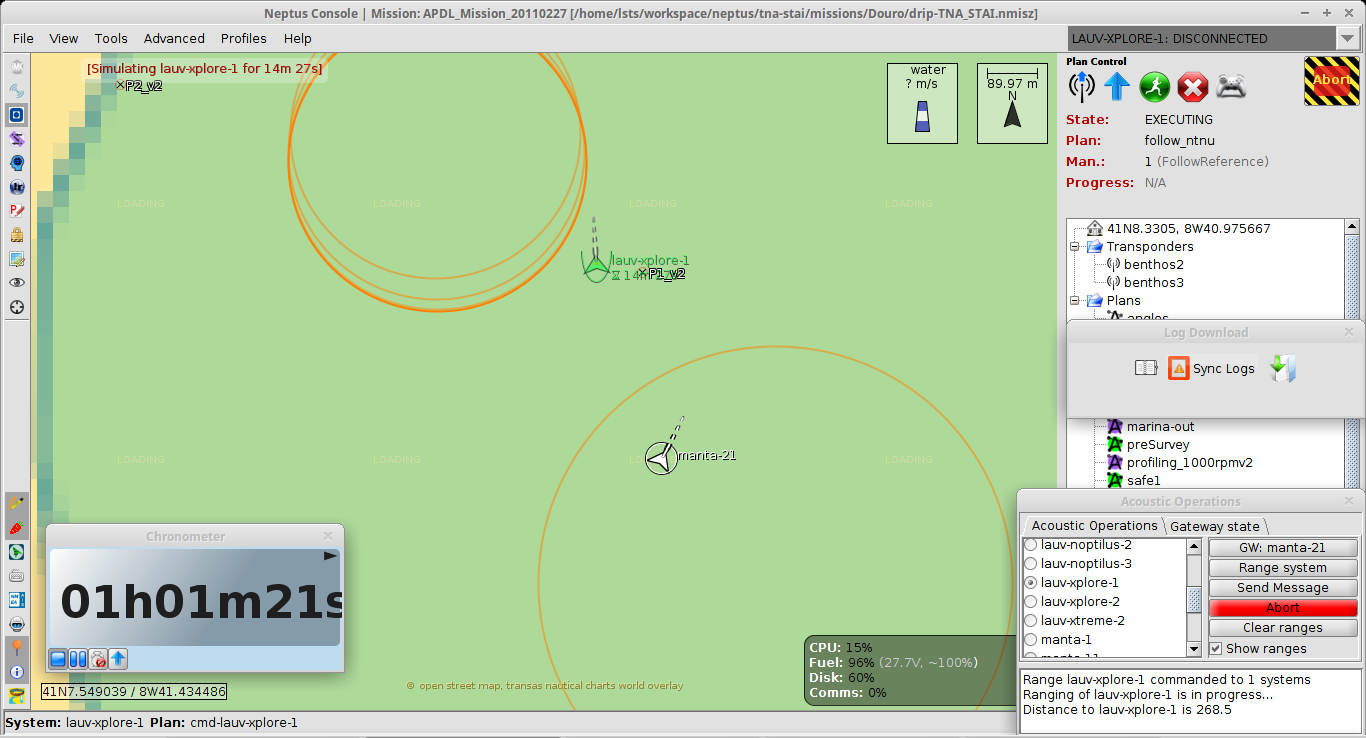 Neptus Console | Mission: APDL_Mission_20110227 [/home/lsts/workspace/neptus/tna-stai/missions/Douro/drip-TNA_STAI.nmisz]
File View Tools Advanced Profiles Help
LAUV-XPLORE-1: DISCONNECTED
[Simulating lauv-xplore-1 for 14m 27s]
P2_v2
water
? m/s
89.97 m
N
Plan Control
Abort
State: EXECUTING
Plan: follow_ntnu
Man.: 1 (FollowReference)
Progress: N/A
LOADING LOADING LOADING LOADING
41N8.3305, 8W40.975667
Transponders
benthos2
benthos3
Plans
angles
lauv-xplore-1
14m
P1_v2
Log Download
Sync Logs
marina-out
preSurvey
profiling_1000rpmv2
safe1
manta-21
LOADING LOADING LOADING
Acoustic Operations
Acoustic Operations Gateway state
lauv-noptilus-2
lauv-noptilus-3
lauv-xplore-1
lauv-xplore-2
lauv-xtreme-2
manta-1
manta-11
GW: manta-21
Range system
Send Message
Abort
Clear ranges
Show ranges
Range lauv-xplore-1 commanded to 1 systems
Ranging of lauv-xplore-1 is in progress...
Distance to lauv-xplore-1 is 268.5
Chronometer
01h01m21s
CPU: 15%
Fuel: 96% (27.7V, ~100%)
Disk: 60%
Comms: 0%
41N7.549039 / 8W41.434486
© open street map, transas nautical charts world overlay
System: lauv-xplore-1 Plan: cmd-lauv-xplore-1